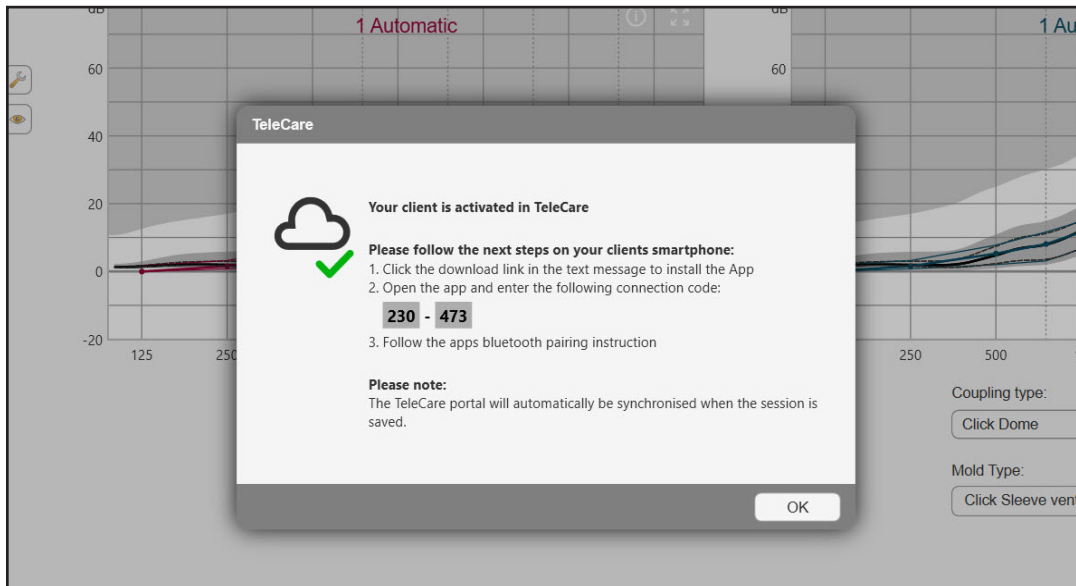 dB
1 Automatic
dB
1 Au
60
60
TeleCare
40
Your client is activated in TeleCare
20
Please follow the next steps on your clients smartphone:
1. Click the download link in the text message to install the App
2. Open the app and enter the following connection code:
0
230 - 473
-20
3. Follow the apps bluetooth pairing instruction
125
250
250
500
Please note:
The TeleCare portal will automatically be synchronised when the session is
saved.
Coupling type:
Click Dome
Mold Type:
Click Sleeve vent
OK